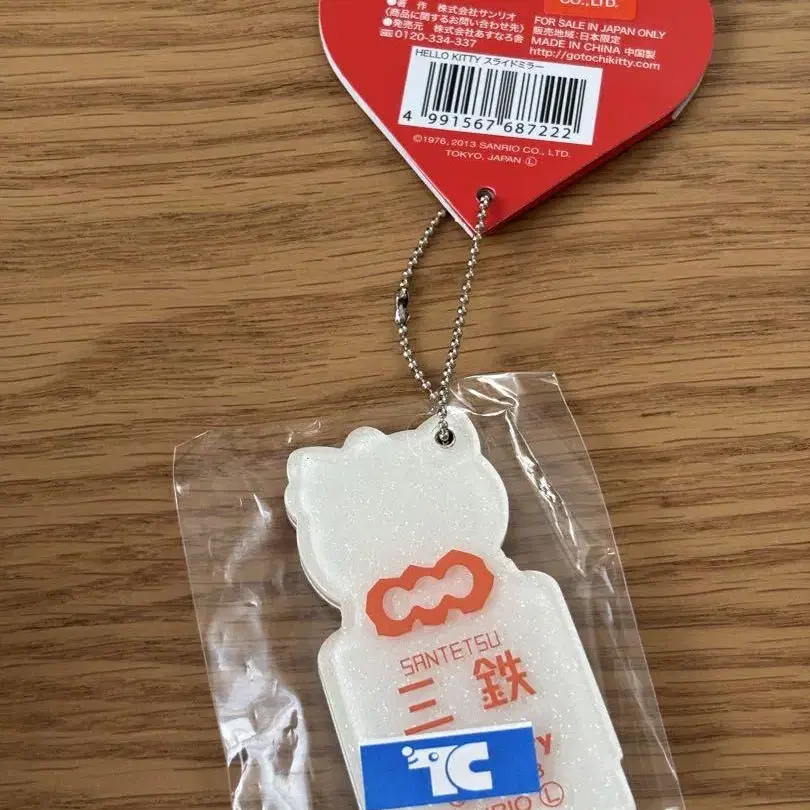 CO.,LTD.
●著 作 株式会社サンリオ
《商品に関するお問い合わせ先》
●発売元 株式会社あすなろ舎
0120-334-337
FOR SALE IN JAPAN ONLY
販売地域:日本限定
MADE IN CHINA 中国製
http://gotochikitty.com
HELLO KITTY スライドミラー
4 991567 687222
©1976, 2013 SANRIO CO., LTD.
TOKYO, JAPAN Ⓛ
SANTETSU
三鉄
TC